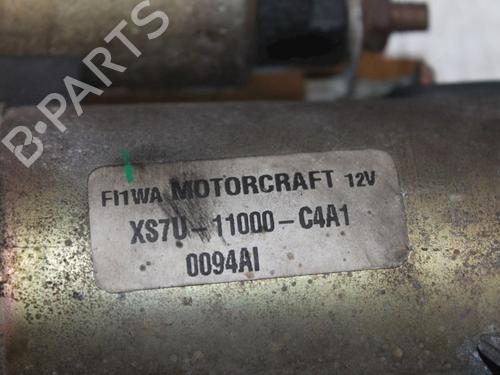 B-PARTS
FI1WA MOTORCRAFT 12V
XS7U-11000-C4A1
0094AI